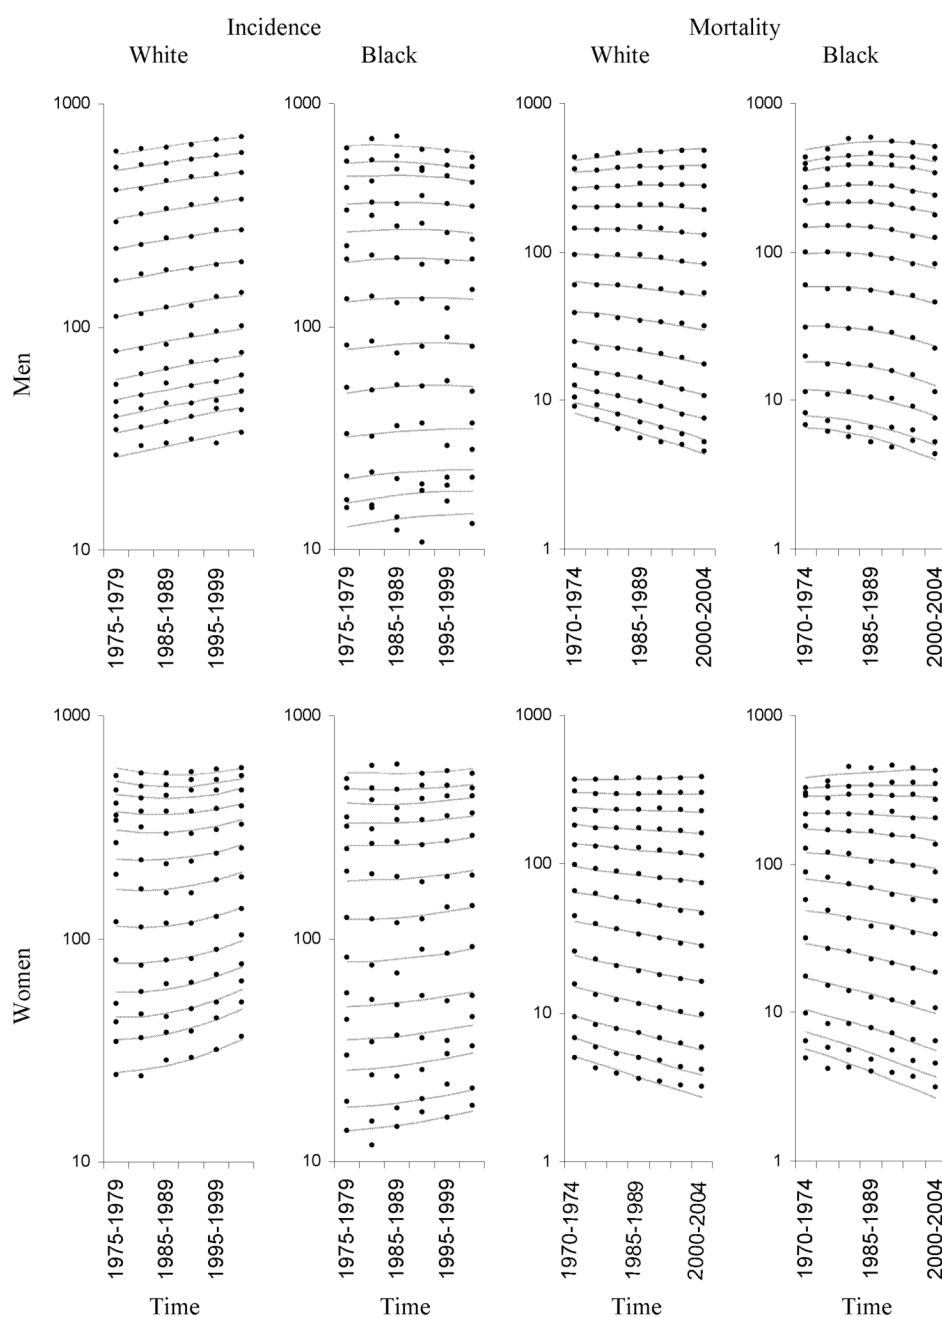 Incidence Mortality
White Black White Black
Men
1000 1000 1000 1000
100 100 100 100
10 10
10 10 1 1
1975-1979 1985-1989 1995-1999 1975-1979 1985-1989 1995-1999 1970-1974 1985-1989 2000-2004 1970-1974 1985-1989 2000-2004
Women
1000 1000 1000 1000
100 100 100 100
10 10
10 10 1 1
1975-1979 1985-1989 1995-1999 1975-1979 1985-1989 1995-1999 1970-1974 1985-1989 2000-2004 1970-1974 1985-1989 2000-2004
Time Time Time Time